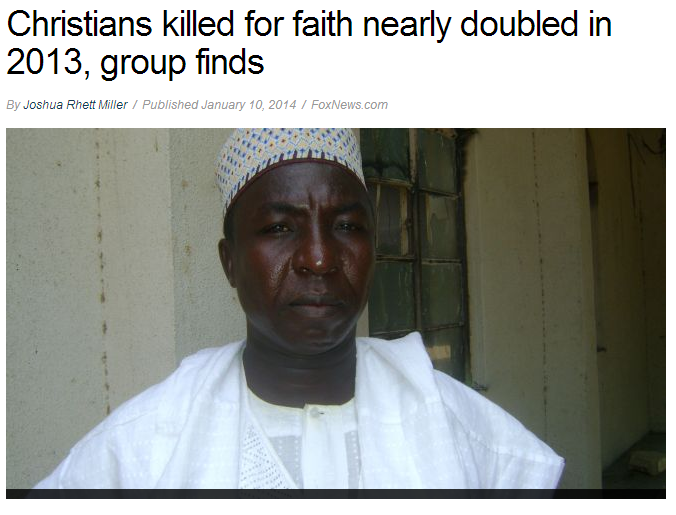 Christians killed for faith nearly doubled in
2013, group finds
By Joshua Rhett Miller / Published January 10, 2014 / FoxNews.com